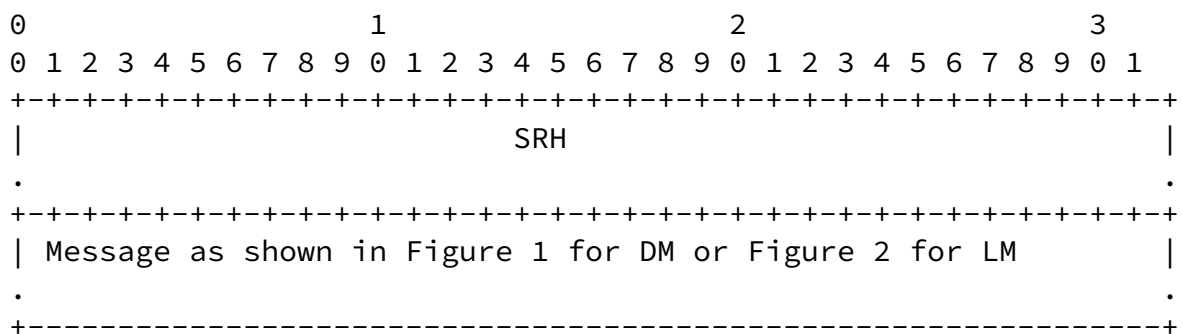 0                   1                   2                   3
0 1 2 3 4 5 6 7 8 9 0 1 2 3 4 5 6 7 8 9 0 1 2 3 4 5 6 7 8 9 0 1
+-+-+-+-+-+-+-+-+-+-+-+-+-+-+-+-+-+-+-+-+-+-+-+-+-+-+-+-+-+-+-+-+
|                           SRH                                 |
.                                                               .
+-+-+-+-+-+-+-+-+-+-+-+-+-+-+-+-+-+-+-+-+-+-+-+-+-+-+-+-+-+-+-+-+
| Message as shown in Figure 1 for DM or Figure 2 for LM        |
.                                                               .
+---------------------------------------------------------------+